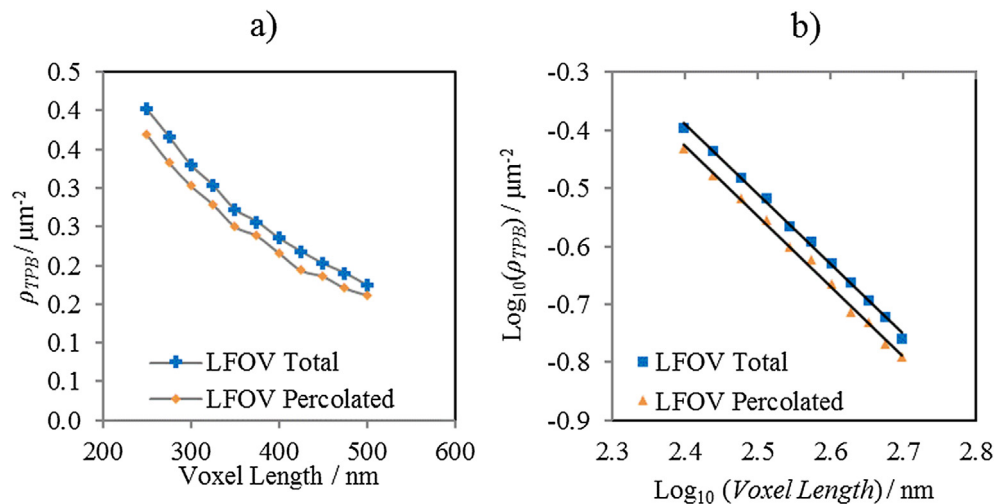 a)
0.5
0.4
0.4
0.3
0.3
0.2
0.2
0.1
0.1
0.0
200 300 400 500 600
ρTPB / μm-2
Voxel Length / nm
LFOV Total
LFOV Percolated
b)
-0.3
-0.4
-0.5
-0.6
-0.7
-0.8
-0.9
2.3 2.4 2.5 2.6 2.7 2.8
Log10(ρTPB) / μm-2
Log10 (Voxel Length) / nm
LFOV Total
LFOV Percolated